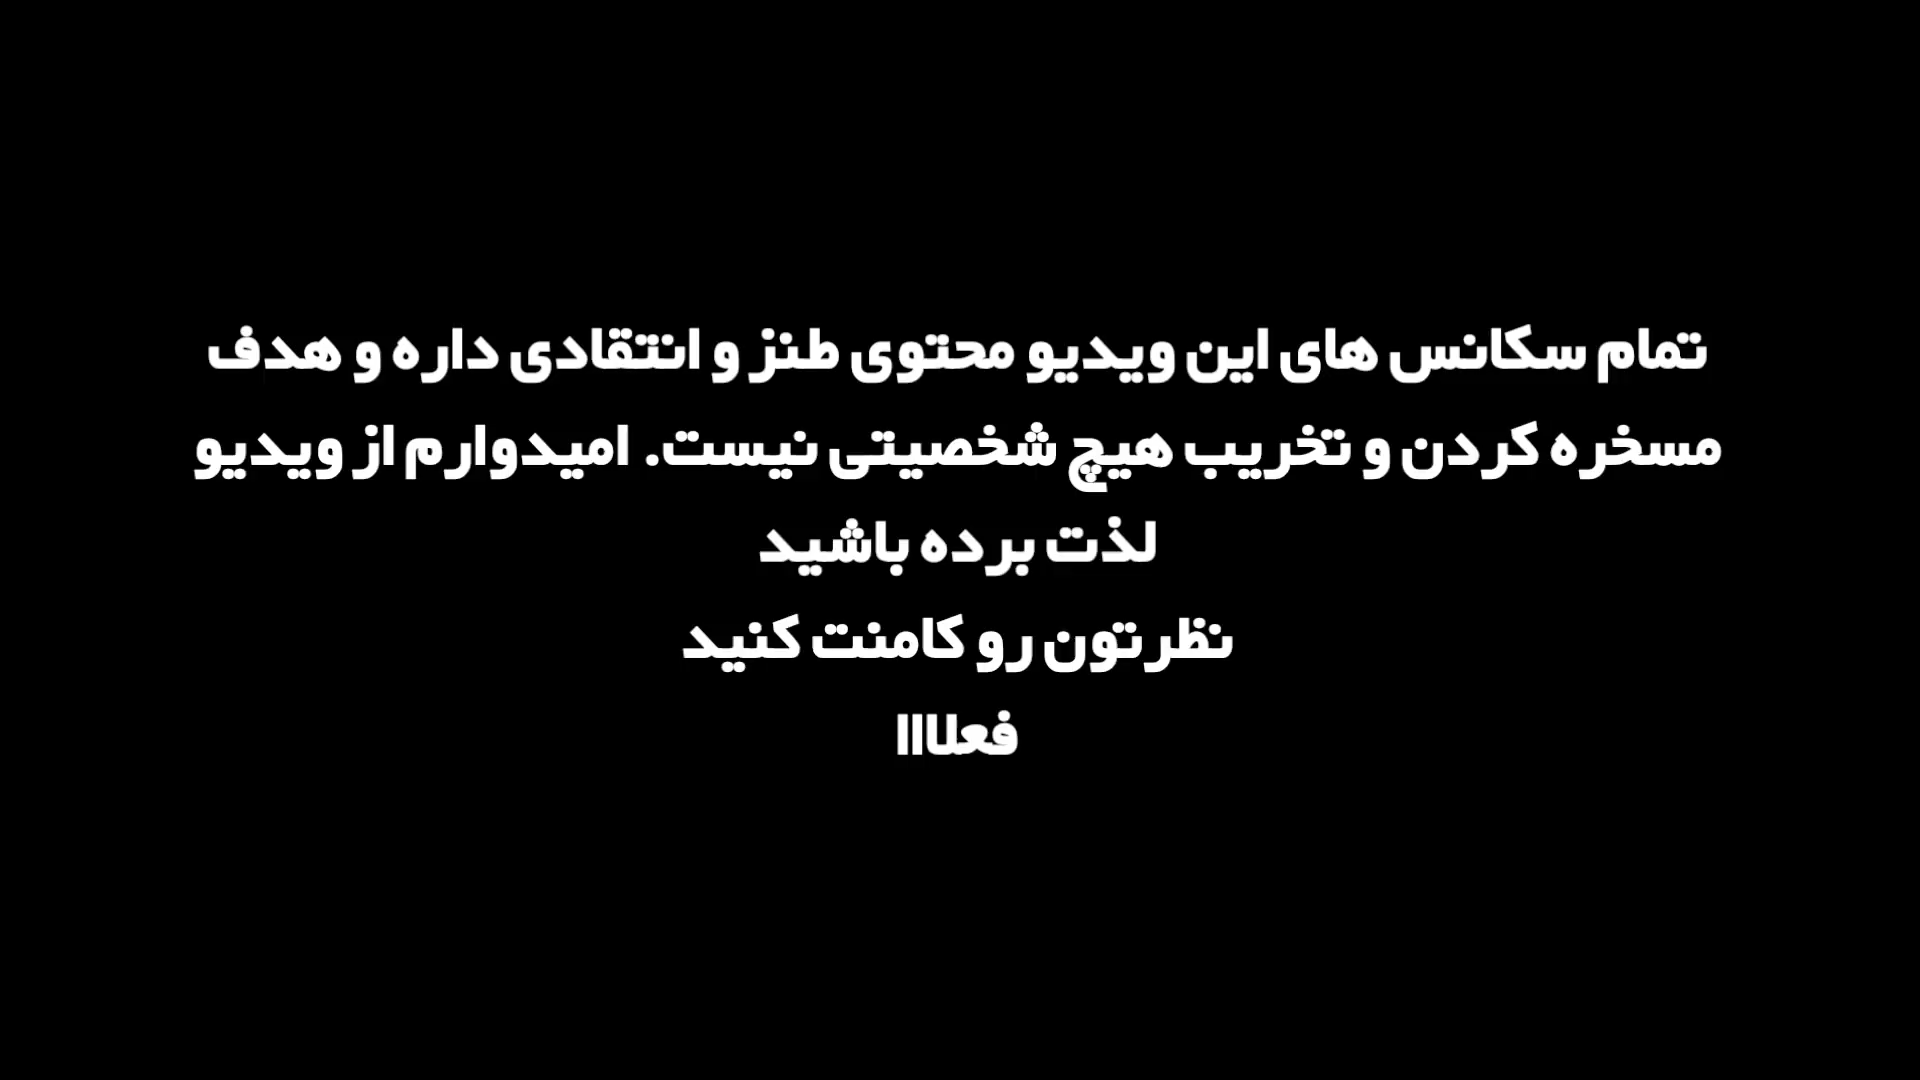 تمام سکانس های این ویدیو محتوی طنز و انتقادی داره و هدف
مسخره کردن و تخریب هیچ شخصیتی نیست. امیدوارم از ویدیو
لذت برده باشید
نظرتون رو کامنت کنید
فعلااا